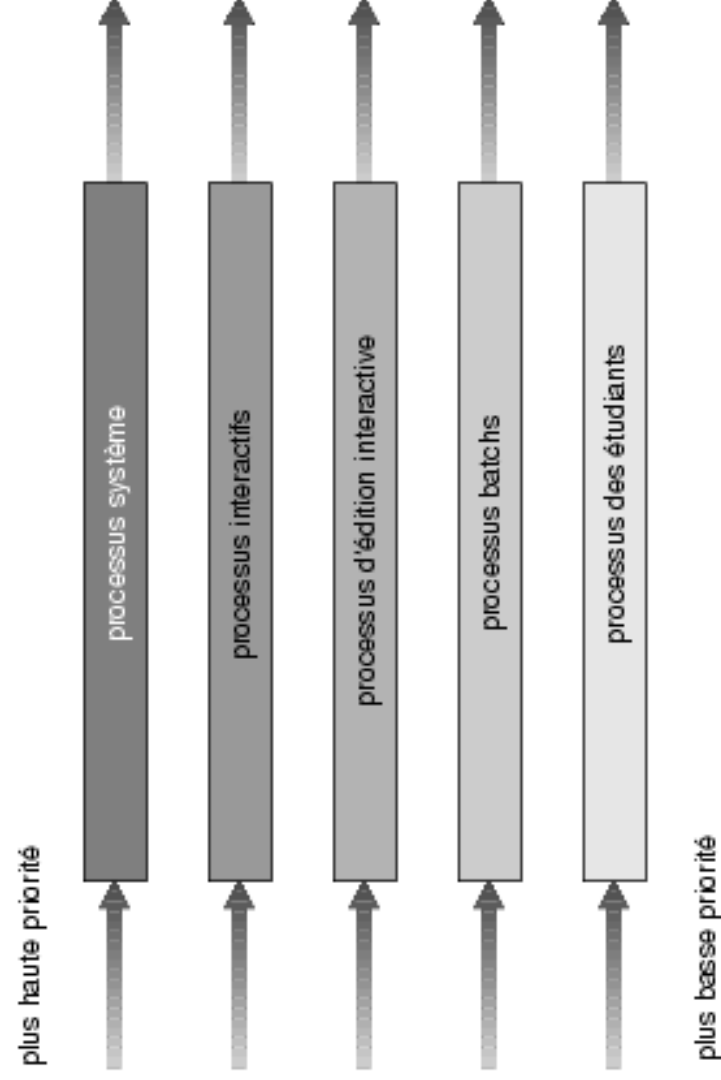 plus haute priorité
processus système
processus interactifs
processus d'édition interactive
processus batchs
processus des étudiants
plus basse priorité